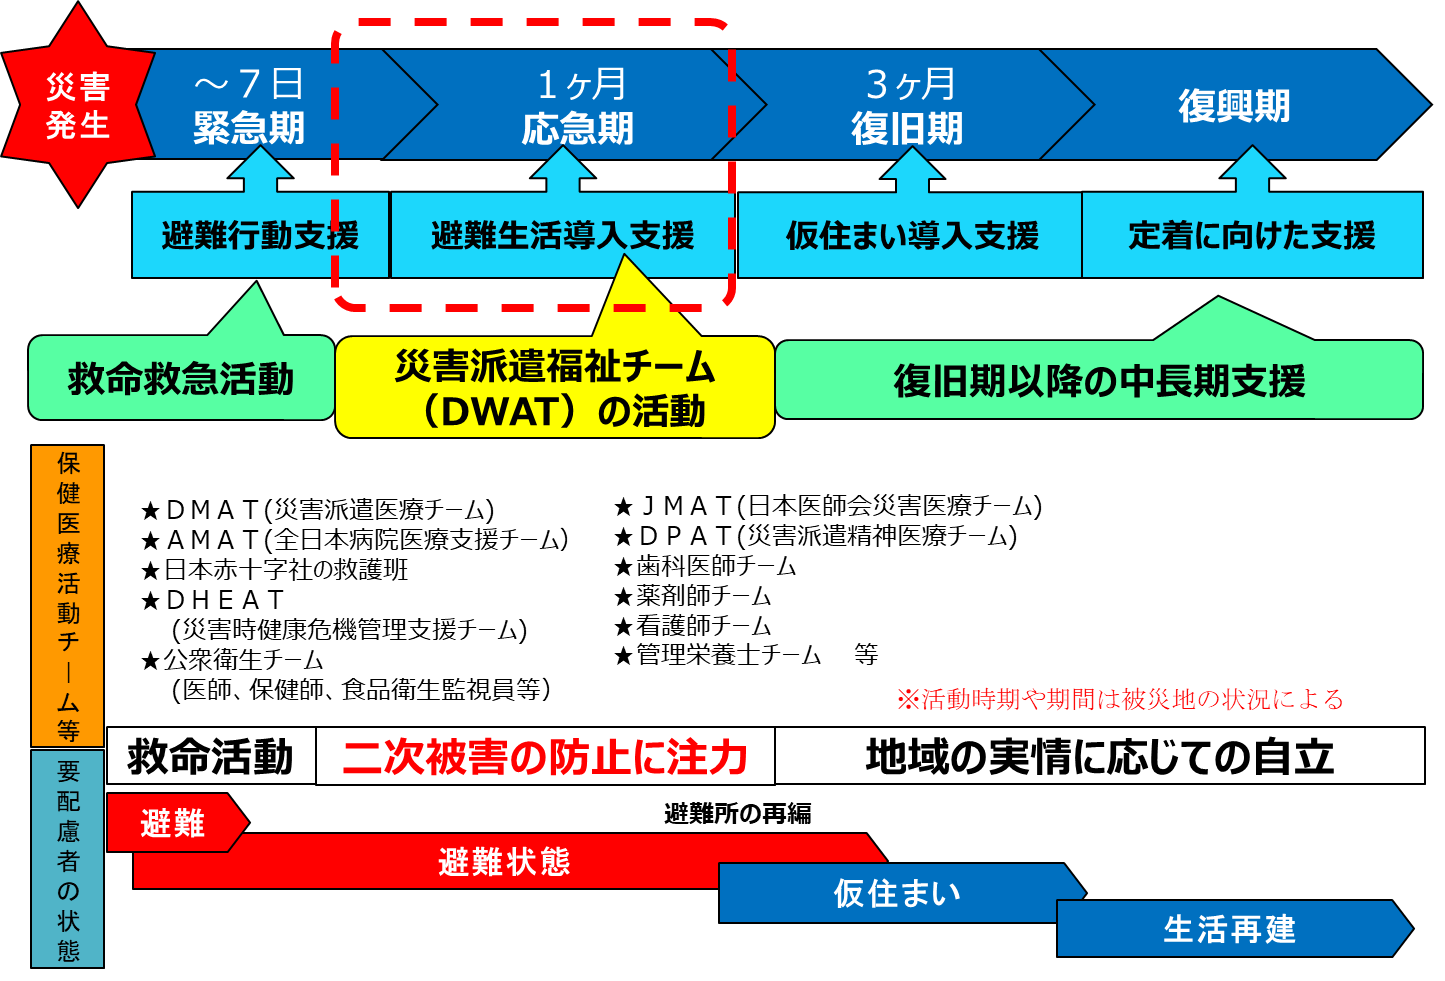 災害
発生
～７日
緊急期
１ヶ月
応急期
３ヶ月
復旧期
復興期
避難行動支援
避難生活導入支援
仮住まい導入支援
定着に向けた支援
救命救急活動
災害派遣福祉チーム
（DWAT）の活動
復旧期以降の中長期支援
保健医療活動チーム等
★ＤＭＡＴ(災害派遣医療チーム)
★ＡＭＡＴ(全日本病院医療支援チーム）
★日本赤十字社の救護班
★ＤＨＥＡＴ
(災害時健康危機管理支援チーム)
★公衆衛生チーム
(医師、保健師、食品衛生監視員等）
★ＪＭＡＴ(日本医師会災害医療チーム)
★ＤＰＡＴ(災害派遣精神医療チーム)
★歯科医師チーム
★薬剤師チーム
★看護師チーム
★管理栄養士チーム　等
※活動時期や期間は被災地の状況による
要配慮者の状態
救命活動
二次被害の防止に注力
地域の実情に応じての自立
避難
避難所の再編
避難状態
仮住まい
生活再建